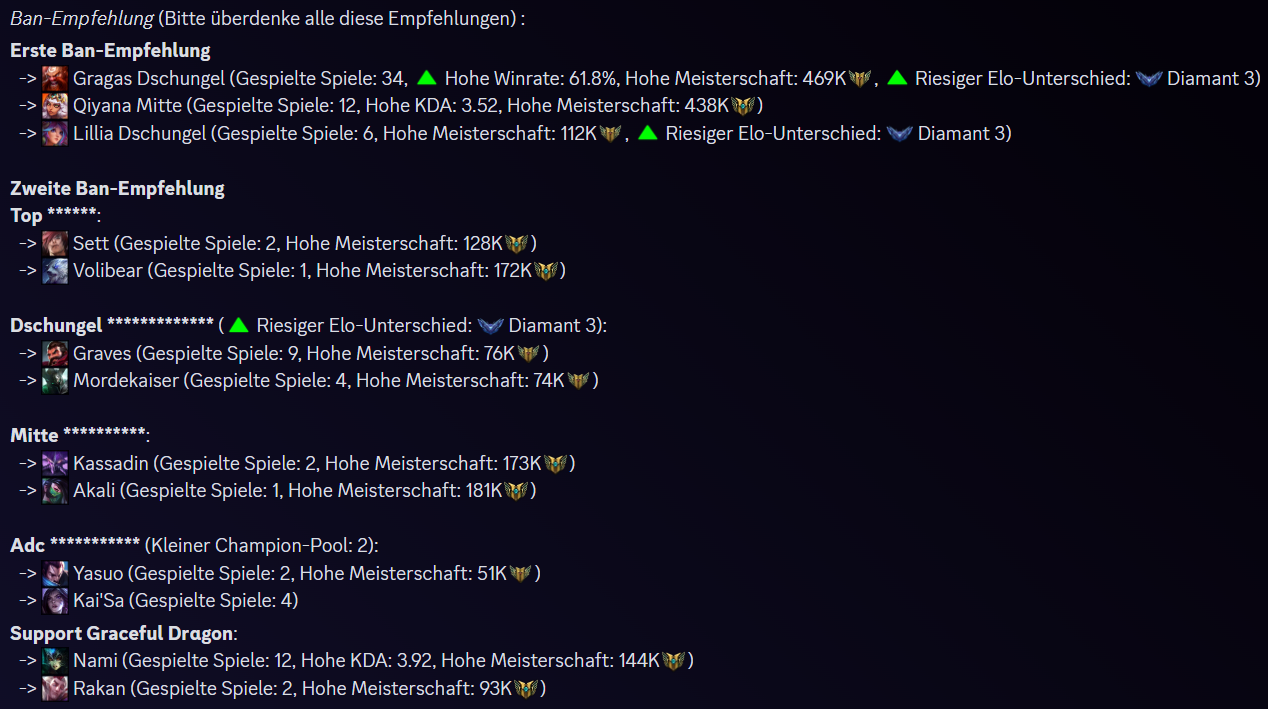 Ban-Empfehlung (Bitte überdenke alle diese Empfehlungen) :
Erste Ban-Empfehlung
-> Gragas Dschungel (Gespielte Spiele: 34, Hohe Winrate: 61.8%, Hohe Meisterschaft: 469K , Riesiger Elo-Unterschied: Diamant 3)
-> Qiyana Mitte (Gespielte Spiele: 12, Hohe KDA: 3.52, Hohe Meisterschaft: 438K )
-> Lillia Dschungel (Gespielte Spiele: 6, Hohe Meisterschaft: 112K , Riesiger Elo-Unterschied: Diamant 3)
Zweite Ban-Empfehlung
Top ******:
-> Sett (Gespielte Spiele: 2, Hohe Meisterschaft: 128K )
-> Volibear (Gespielte Spiele: 1, Hohe Meisterschaft: 172K )
Dschungel ************* ( Riesiger Elo-Unterschied: Diamant 3):
-> Graves (Gespielte Spiele: 9, Hohe Meisterschaft: 76K )
-> Mordekaiser (Gespielte Spiele: 4, Hohe Meisterschaft: 74K )
Mitte **********:
-> Kassadin (Gespielte Spiele: 2, Hohe Meisterschaft: 173K )
-> Akali (Gespielte Spiele: 1, Hohe Meisterschaft: 181K )
Adc *********** (Kleiner Champion-Pool: 2):
-> Yasuo (Gespielte Spiele: 2, Hohe Meisterschaft: 51K )
-> Kai'Sa (Gespielte Spiele: 4)
Support Graceful Dragon:
-> Nami (Gespielte Spiele: 12, Hohe KDA: 3.92, Hohe Meisterschaft: 144K )
-> Rakan (Gespielte Spiele: 2, Hohe Meisterschaft: 93K )